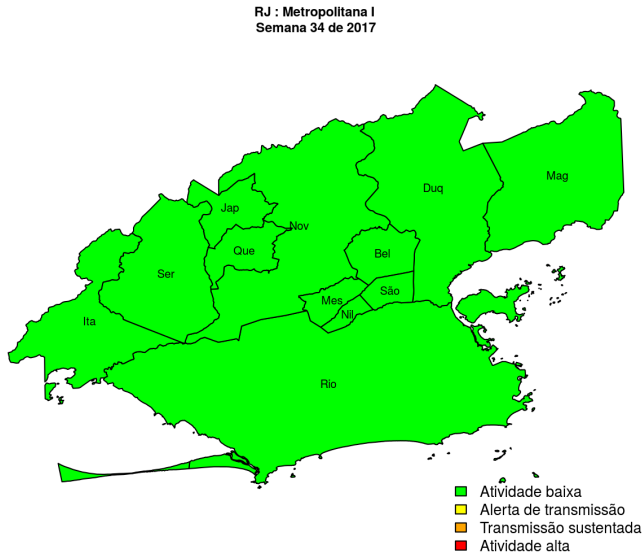 RJ : Metropolitana I
Semana 34 de 2017
Mag
Duq
Jap
Nov
Que
Bel
Ser
São
Mes
Nil
Ita
Rio
Atividade baixa
Alerta de transmissão
Transmissão sustentada
Atividade alta